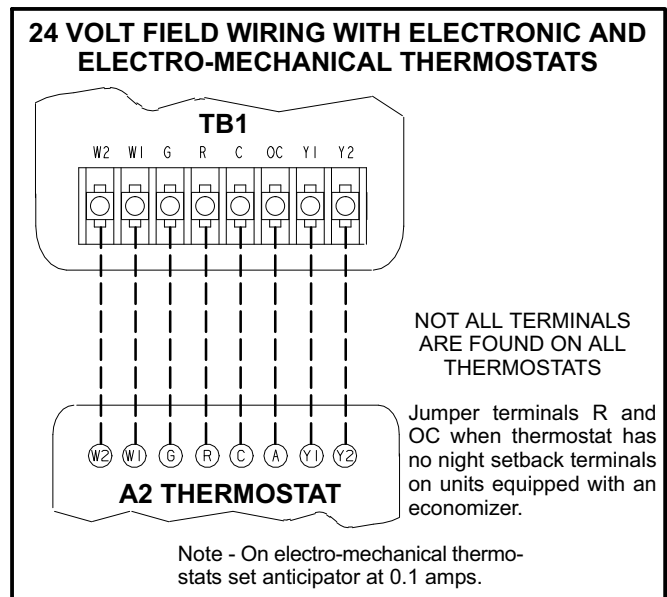 24 VOLT FIELD WIRING WITH ELECTRONIC AND
ELECTRO-MECHANICAL THERMOSTATS
TB1
W2 W1 G R C OC Y1 Y2
NOT ALL TERMINALS
ARE FOUND ON ALL
THERMOSTATS
Jumper terminals R and
OC when thermostat has
no night setback terminals
on units equipped with an
economizer.
W2 W1 G R C A Y1 Y2
A2 THERMOSTAT
Note - On electro-mechanical thermo-
stats set anticipator at 0.1 amps.